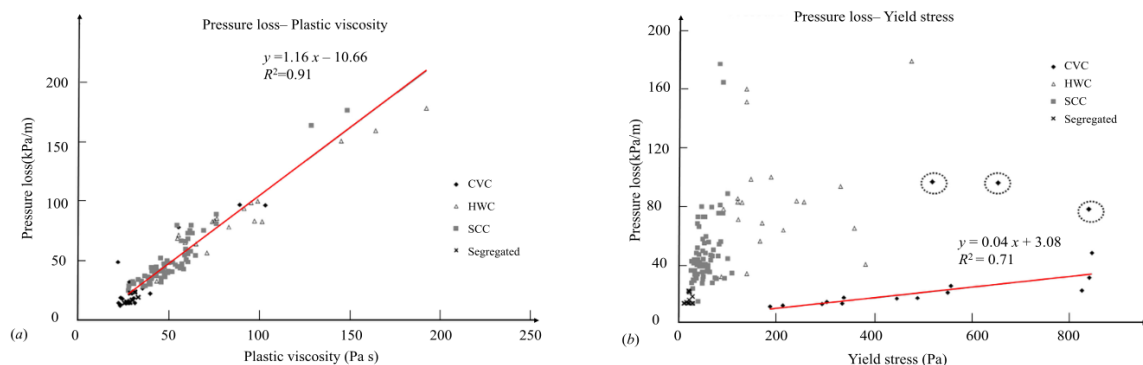 Pressure loss– Plastic viscosity
y =1.16 x – 10.66
R²=0.91
Pressure loss(kPa/m)
200
150
100
50
0
CVC
HWC
SCC
Segregated
0
50
100
150
200
250
(a)
Plastic viscosity (Pa s)
Pressure loss– Yield stress
200
160
120
80
40
0
Pressure loss(kPa/m)
CVC
HWC
SCC
Segregated
y = 0.04 x + 3.08
R² = 0.71
0
200
400
600
800
(b)
Yield stress (Pa)